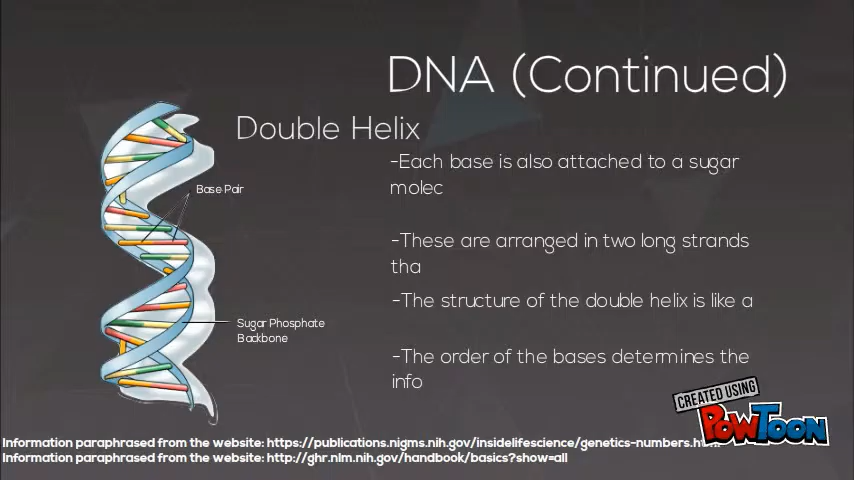 DNA (Continued)
Double Helix
-Each base is also attached to a sugar
molec
Base Pair
-These are arranged in two long strands
tha
-The structure of the double helix is like a
Sugar Phosphate
Backbone
-The order of the bases determines the
info
CREATED USING
POWTOON
Information paraphrased from the website: https://publications.nigms.nih.gov/insidelifescience/genetics-numbers.h
Information paraphrased from the website: http://ghr.nlm.nih.gov/handbook/basics?show=all